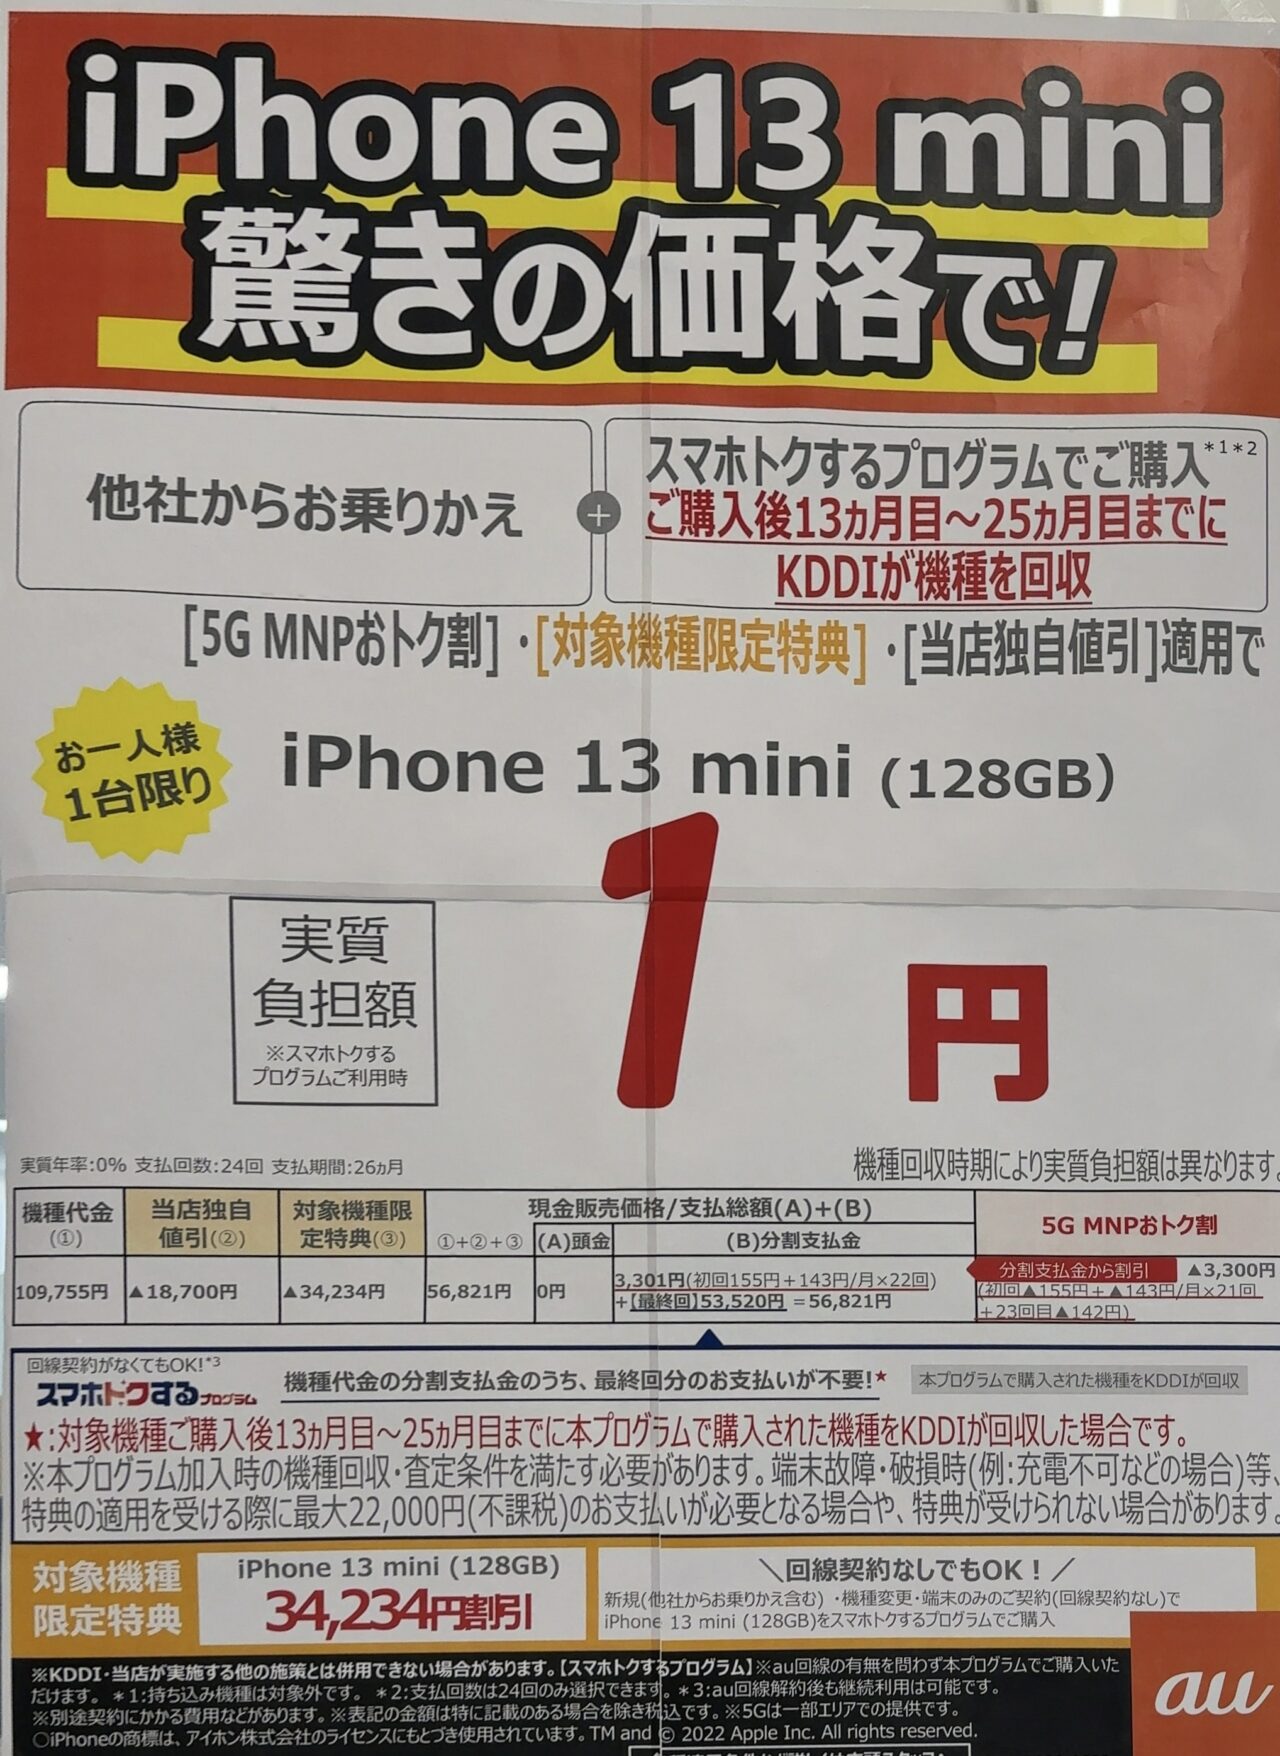 iPhone 13 mini
驚きの価格で!
他社からお乗りかえ
+
スマホトクするプログラムでご購入*1*2
ご購入後13ヵ月目～25ヵ月目までに
KDDIが機種を回収
[5G MNPおトク割]・[対象機種限定特典]・[当店独自値引]適用で
お一人様
1台限り
iPhone 13 mini (128GB)
1円
実質
負担額
※スマホトクする
プログラムご利用時
実質年率:0% 支払回数:24回 支払期間:26ヵ月
機種回収時期により実質負担額は異なります。
機種代金
(①)
当店独自
値引(②)
対象機種限
定特典(③)
①+②+③
現金販売価格/支払総額(A)+(B)
(A)頭金
(B)分割支払金
5G MNPおトク割
109,755円
▲18,700円
▲34,234円
56,821円
0円
3,301円(初回155円+143円/月×22回)
+【最終回】53,520円 =56,821円
分割支払金から割引 ▲3,300円
(初回▲155円+▲143円/月×21回
+23回目▲142円)
回線契約がなくてもOK!*3
スマホトクするプログラム
機種代金の分割支払金のうち、最終回分のお支払いが不要!★
本プログラムで購入された機種をKDDIが回収
★:対象機種ご購入後13ヵ月目～25ヵ月目までに本プログラムで購入された機種をKDDIが回収した場合です。
※本プログラム加入時の機種回収・査定条件を満たす必要があります。端末故障・破損時(例:充電不可などの場合)等、
特典の適用を受ける際に最大22,000円(不課税)のお支払いが必要となる場合や、特典が受けられない場合があります。
対象機種
限定特典
iPhone 13 mini (128GB)
34,234円割引
＼回線契約なしでもOK!／
新規(他社からお乗りかえ含む)・機種変更・端末のみのご契約(回線契約なし)で
iPhone 13 mini (128GB)をスマホトクするプログラムでご購入
※KDDI・当店が実施する他の施策とは併用できない場合があります。【スマホトクするプログラム】※au回線の有無を問わず本プログラムでご購入いた
だけます。 *1:持ち込み機種は対象外です。 *2:支払回数は24回のみ選択できます。*3:au回線解約後も継続利用は可能です。
※別途契約にかかる費用などがあります。※表記の金額は特に記載のある場合を除き税込です。※5Gは一部エリアでの提供です。
○iPhoneの商標は、アイホン株式会社のライセンスにもとづき使用されています。TM and © 2022 Apple Inc. All rights reserved.
au